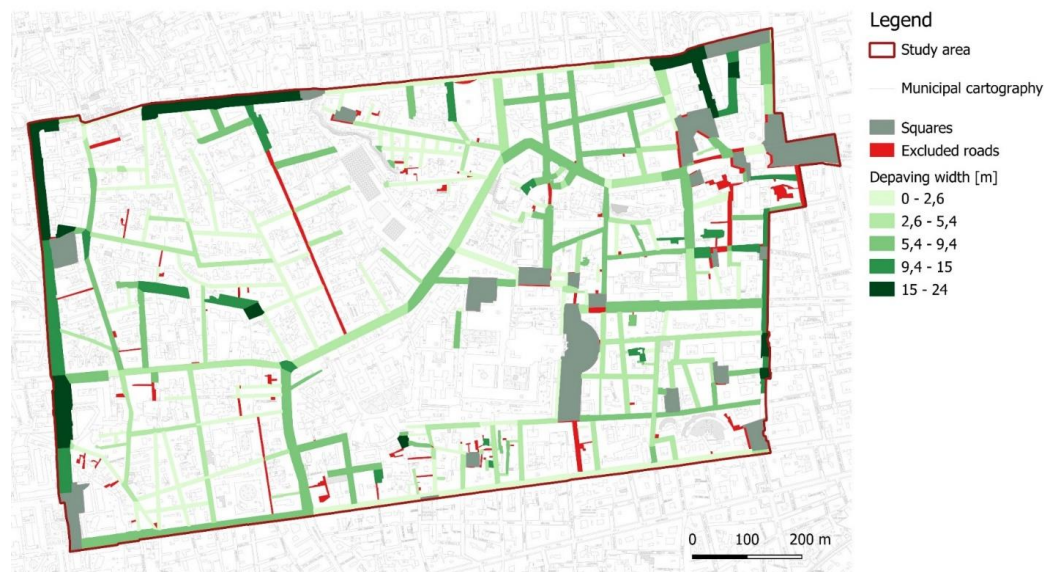 Legend
Study area
Municipal cartography
Squares
Excluded roads
Depaving width [m]
0 - 2,6
2,6 - 5,4
5,4 - 9,4
9,4 - 15
15 - 24
0 100 200 m